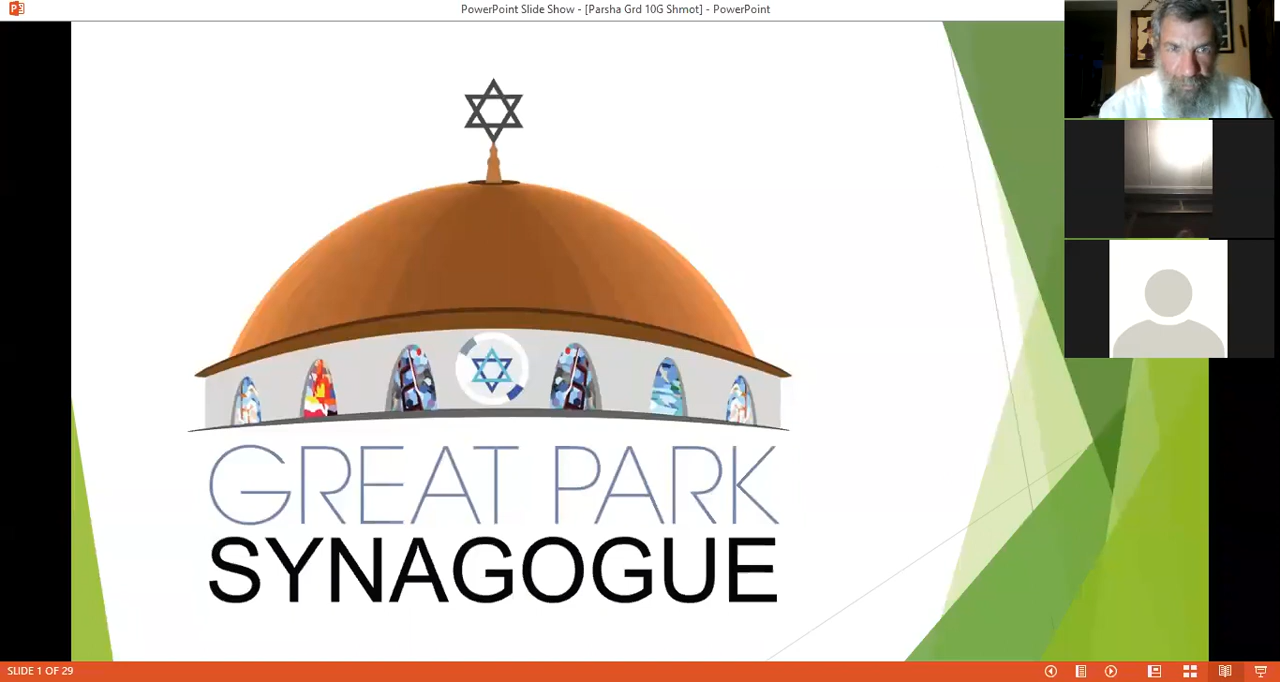 PowerPoint Slide Show - [Parsha Grd 10G Shmot] - PowerPoint
GREAT PARK
SYNAGOGUE
SLIDE 1 OF 29